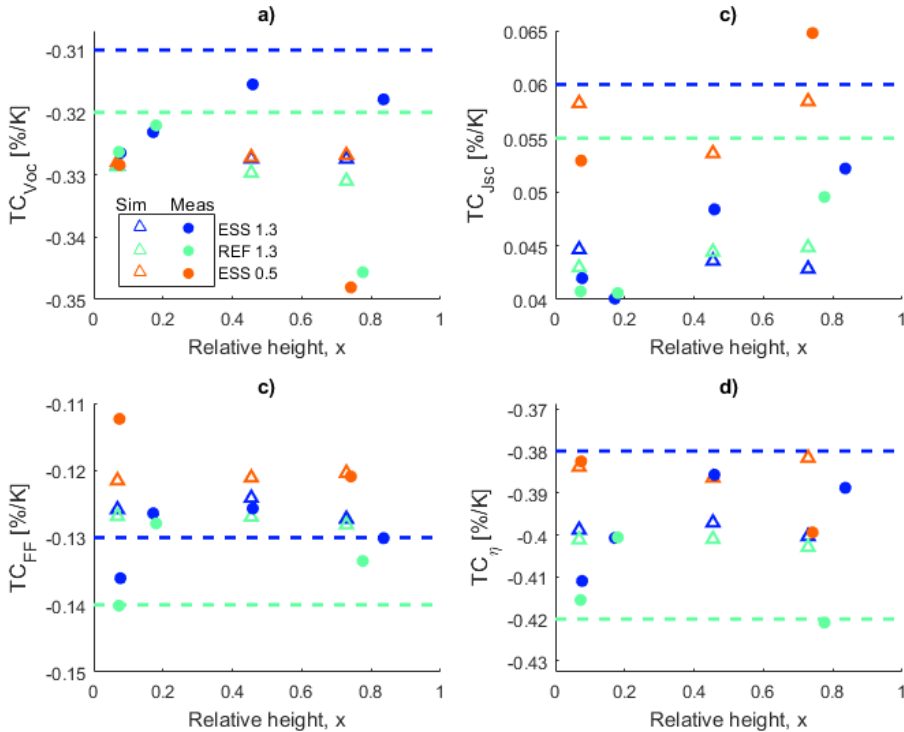 a)
TC_Voc [%/K]
-0.31
-0.32
-0.33
-0.34
-0.35
Sim Meas
ESS 1.3
REF 1.3
ESS 0.5
0 0.2 0.4 0.6 0.8 1
Relative height, x
c)
TC_Jsc [%/K]
0.065
0.06
0.055
0.05
0.045
0.04
0 0.2 0.4 0.6 0.8 1
Relative height, x
c)
TC_FF [%/K]
-0.11
-0.12
-0.13
-0.14
-0.15
0 0.2 0.4 0.6 0.8 1
Relative height, x
d)
TC_η [%/K]
-0.37
-0.38
-0.39
-0.4
-0.41
-0.42
-0.43
0 0.2 0.4 0.6 0.8 1
Relative height, x